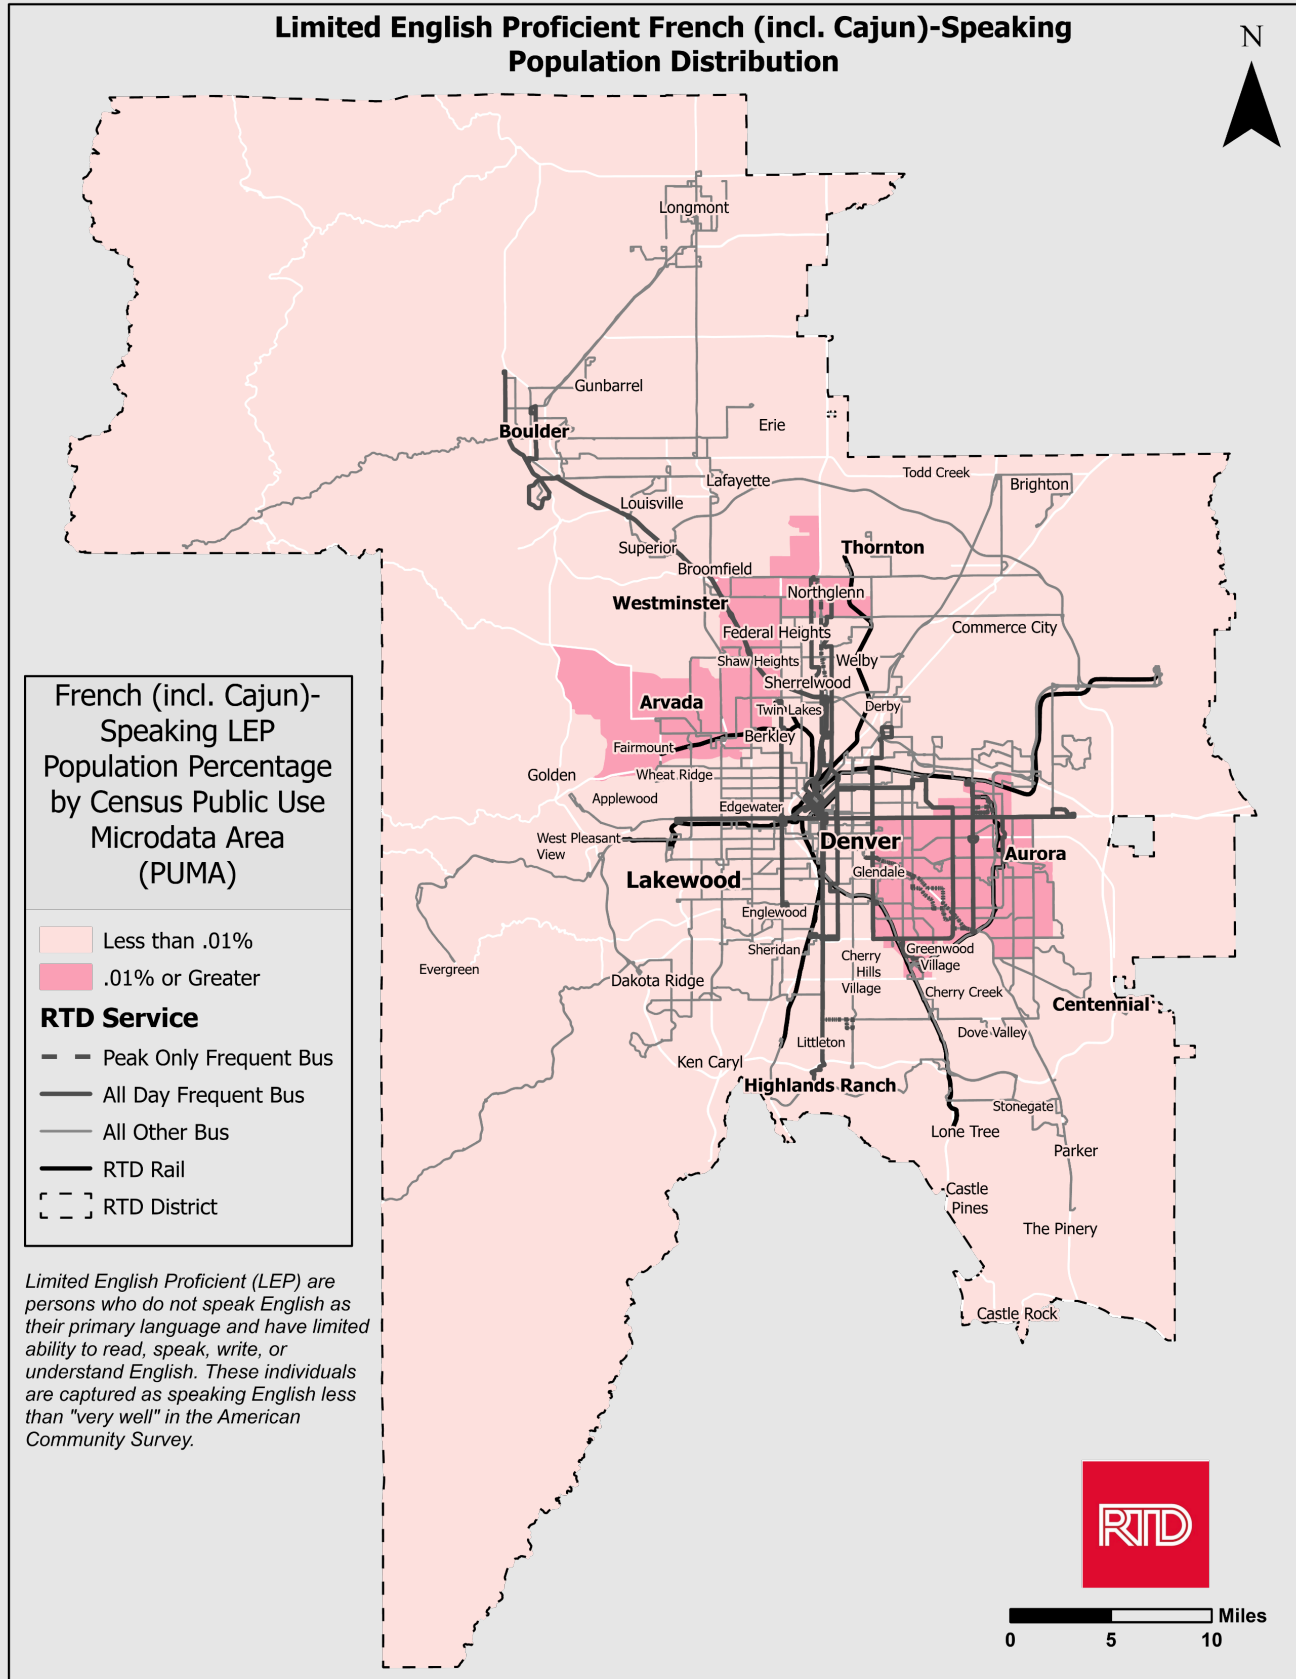 Limited English Proficient French (incl. Cajun)-Speaking
Population Distribution
N
Longmont
Gunbarrel
Boulder
Erie
Lafayette
Todd Creek
Brighton
Louisville
Superior
Thornton
Broomfield
Northglenn
Westminster
Federal Heights
Commerce City
Shaw Heights
Welby
Sherrelwood
Arvada
Twin Lakes
Derby
Berkley
Fairmount
Golden
Wheat Ridge
Applewood
Edgewater
West Pleasant
View
Denver
Aurora
Lakewood
Glendale
Englewood
Sheridan
Greenwood
Village
Cherry
Hills
Village
Evergreen
Dakota Ridge
Cherry Creek
Centennial
Dove Valley
Littleton
Ken Caryl
Highlands Ranch
Stonegate
Lone Tree
Parker
Castle
Pines
The Pinery
Castle Rock
French (incl. Cajun)-
Speaking LEP
Population Percentage
by Census Public Use
Microdata Area
(PUMA)
Less than .01%
.01% or Greater
RTD Service
Peak Only Frequent Bus
All Day Frequent Bus
All Other Bus
RTD Rail
RTD District
Limited English Proficient (LEP) are
persons who do not speak English as
their primary language and have limited
ability to read, speak, write, or
understand English. These individuals
are captured as speaking English less
than "very well" in the American
Community Survey.
RTD
Miles
0 5 10